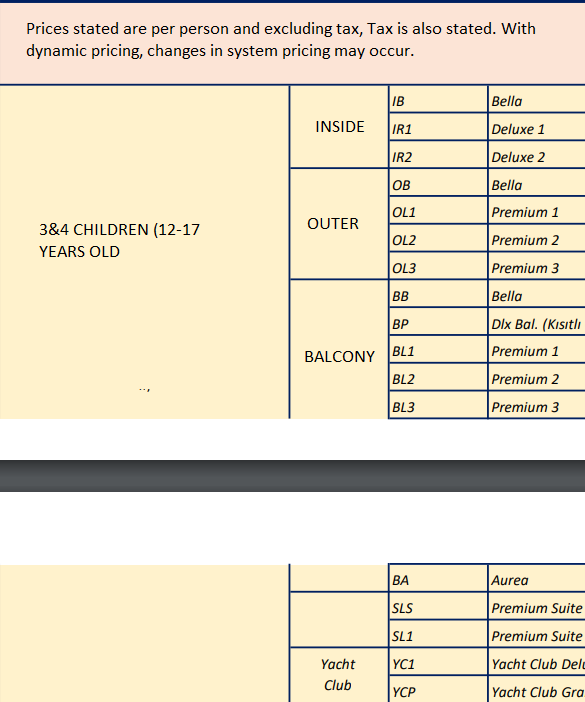 Prices stated are per person and excluding tax, Tax is also stated. With
dynamic pricing, changes in system pricing may occur.
3&4 CHILDREN (12-17
YEARS OLD
INSIDE
IB Bella
IR1 Deluxe 1
IR2 Deluxe 2
OUTER
OB Bella
OL1 Premium 1
OL2 Premium 2
OL3 Premium 3
BALCONY
BB Bella
BP Dlx Bal. (Kısıtlı
BL1 Premium 1
BL2 Premium 2
BL3 Premium 3
BA Aurea
SLS Premium Suite
SL1 Premium Suite
Yacht
Club
YC1 Yacht Club Delu
YCP Yacht Club Gra